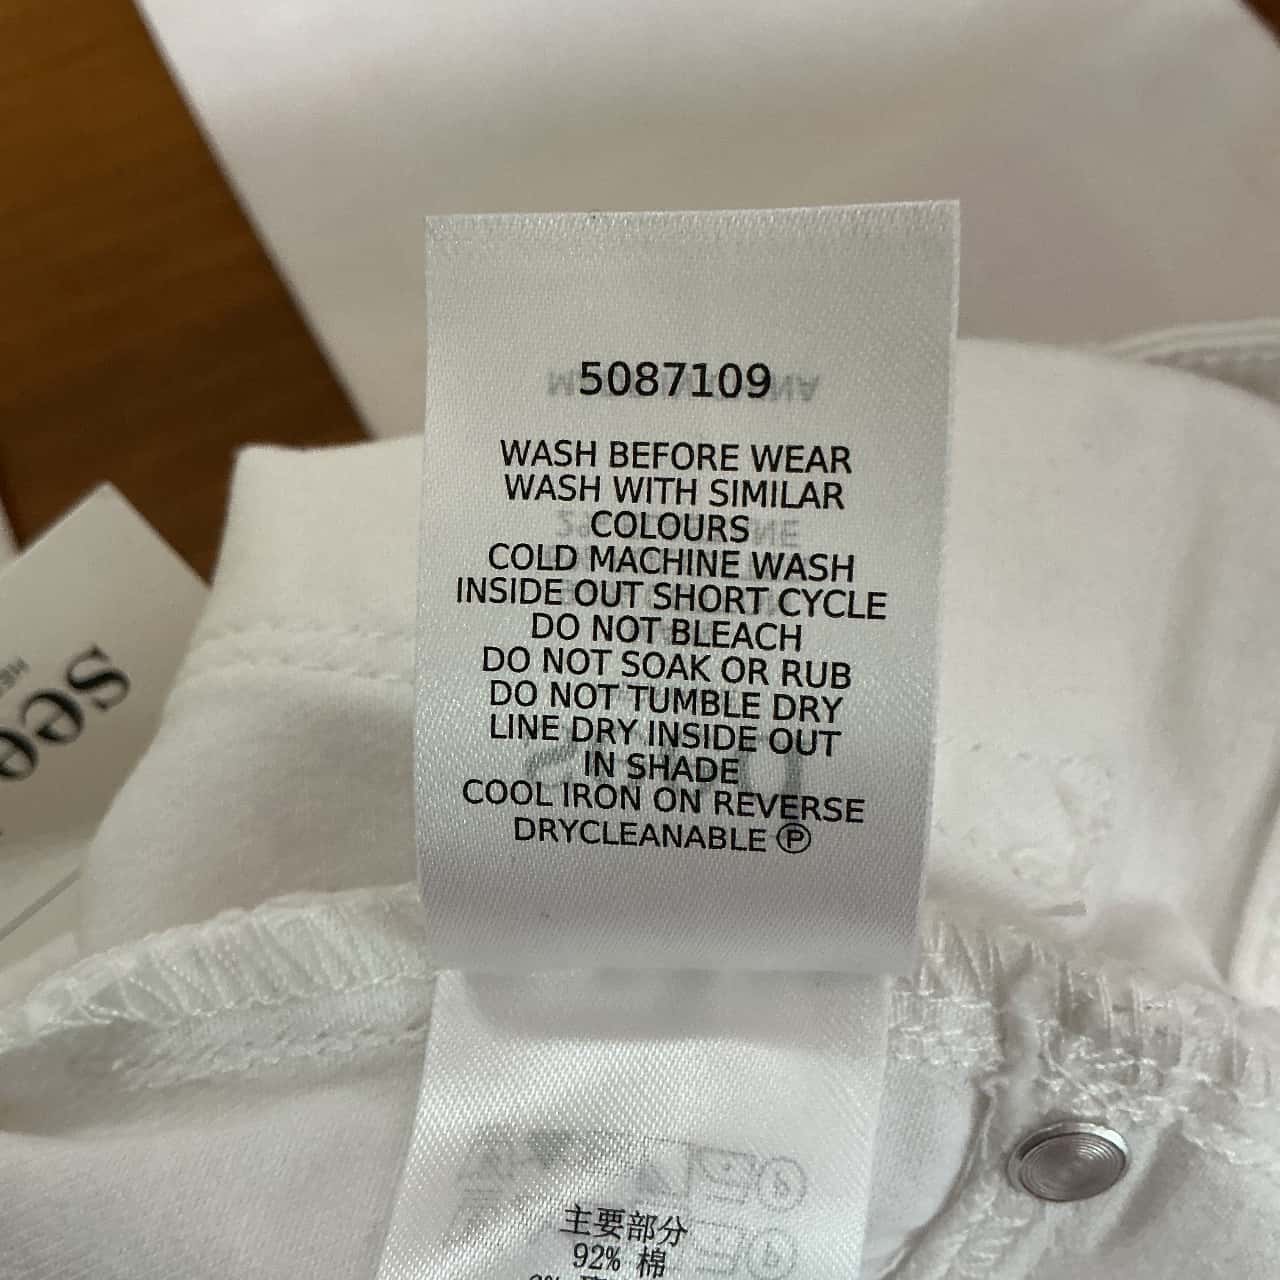 5087109
WASH BEFORE WEAR
WASH WITH SIMILAR
COLOURS
COLD MACHINE WASH
INSIDE OUT SHORT CYCLE
DO NOT BLEACH
DO NOT SOAK OR RUB
DO NOT TUMBLE DRY
LINE DRY INSIDE OUT
IN SHADE
COOL IRON ON REVERSE
DRYCLEANABLE Ⓟ
see
主要部分
92% 棉